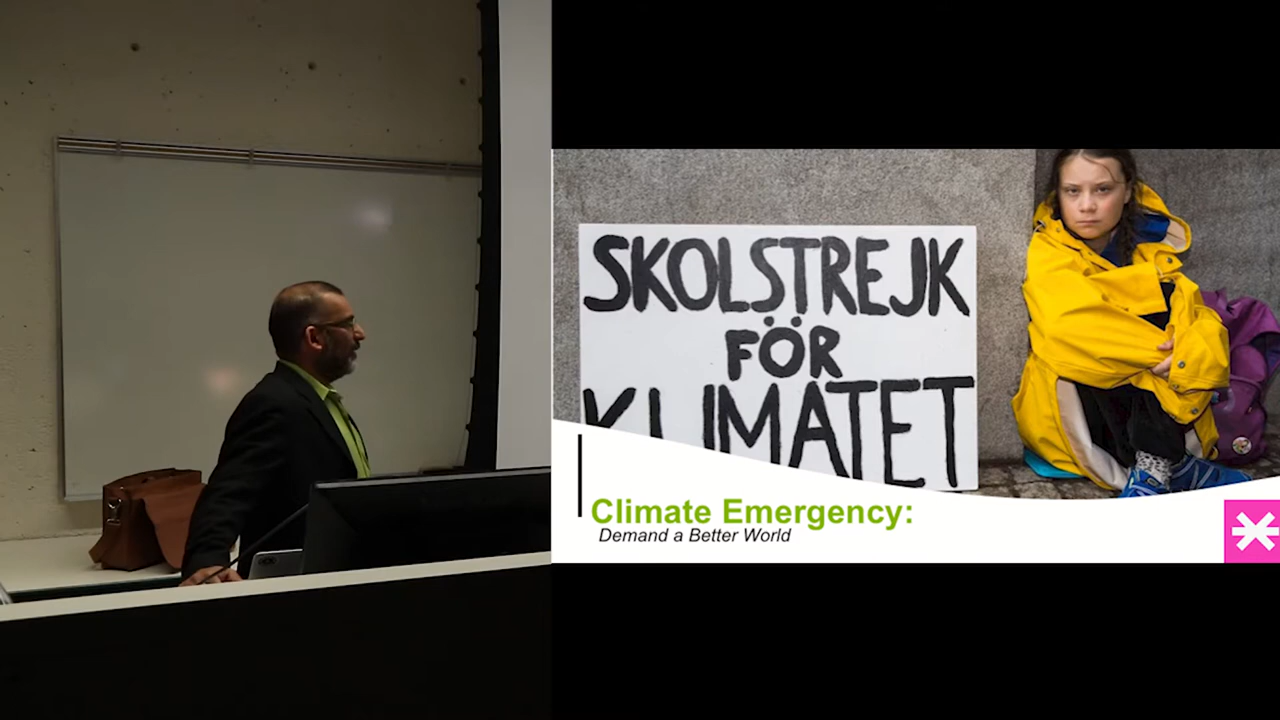 SKOLSTREJK
FÖR
KLIMATET
Climate Emergency:
Demand a Better World